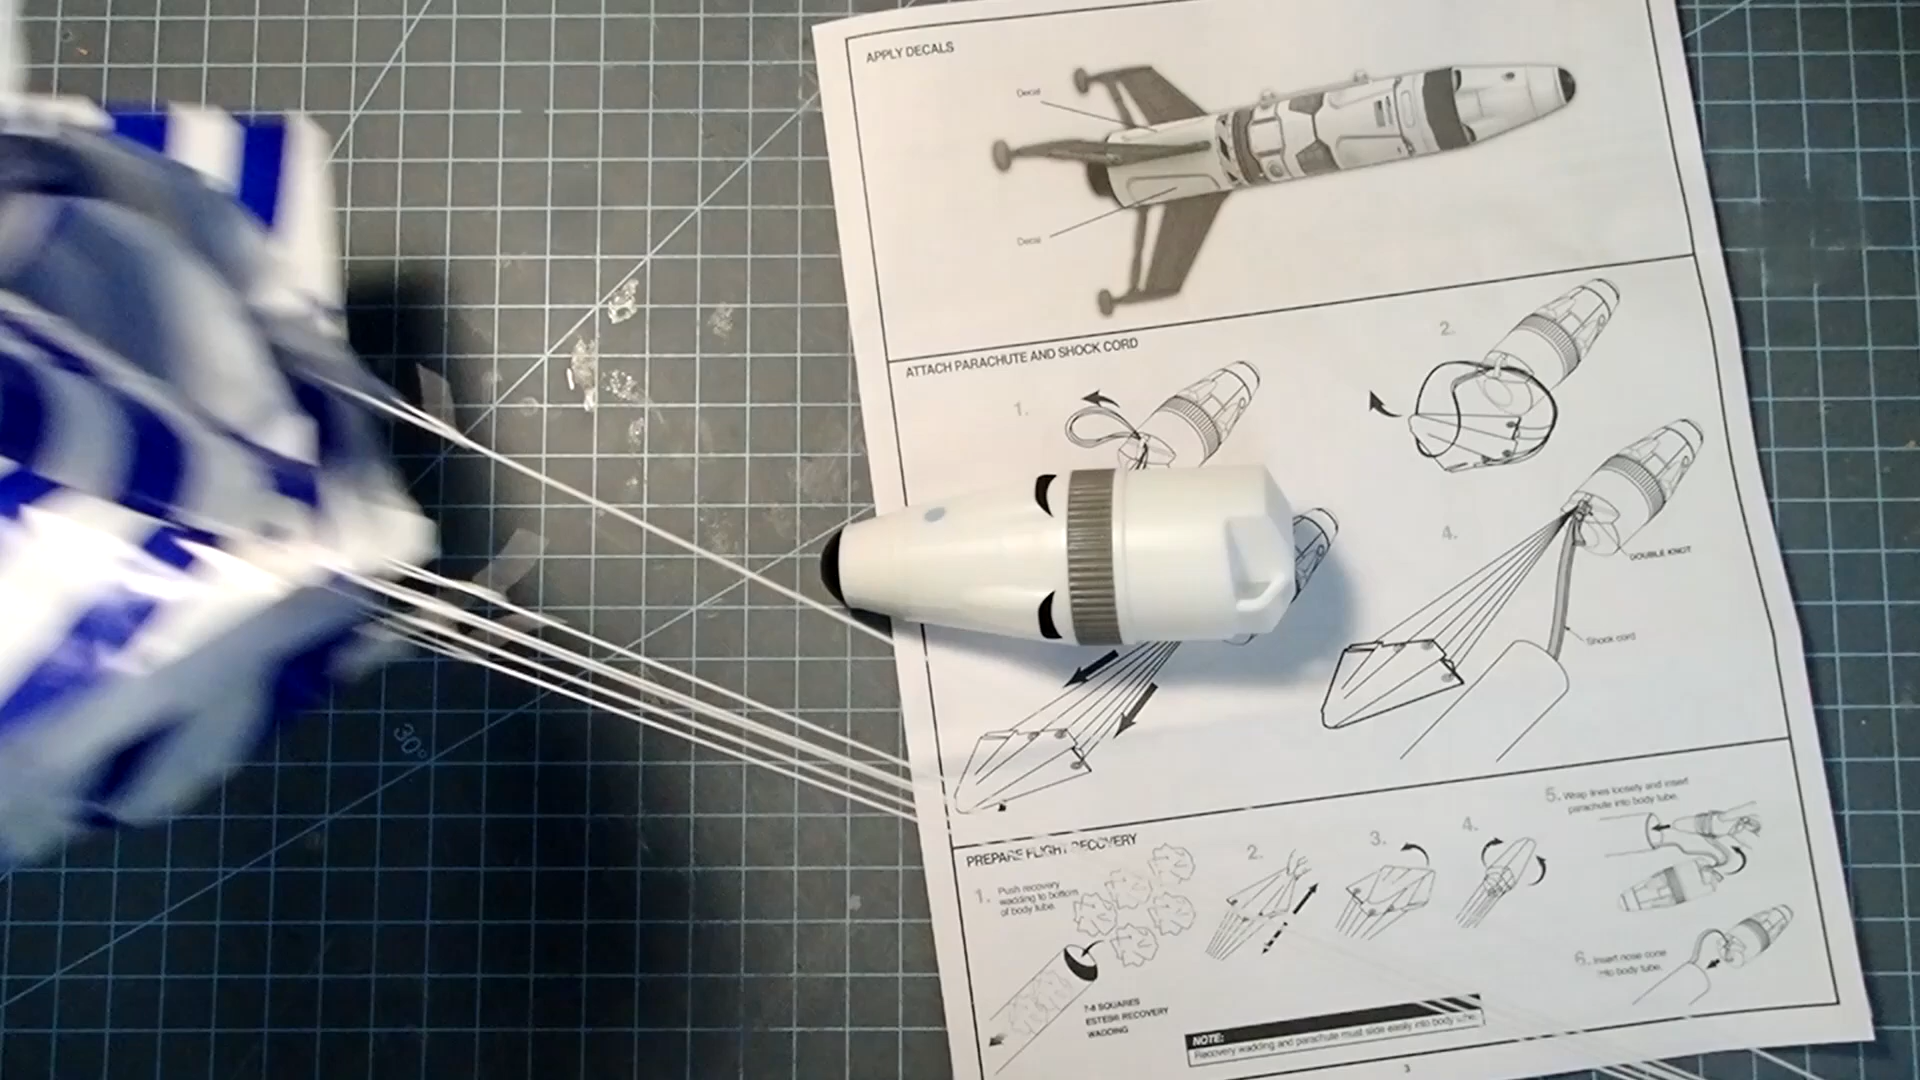 APPLY DECALS
Decal
Decal
ATTACH PARACHUTE AND SHOCK CORD
1.
2.
4.
DOUBLE KNOT
Shock cord
30°
PREPARE FLIGHT RECOVERY
1. Push recovery
wadding to bottom
of body tube.
7-8 SQUARES
ESTES® RECOVERY
WADDING
2.
3.
4.
5. Wrap lines loosely and insert
parachute into body tube.
6. Insert nose cone
into body tube.
NOTE:
Recovery wadding and parachute must slide easily into body tube.
3